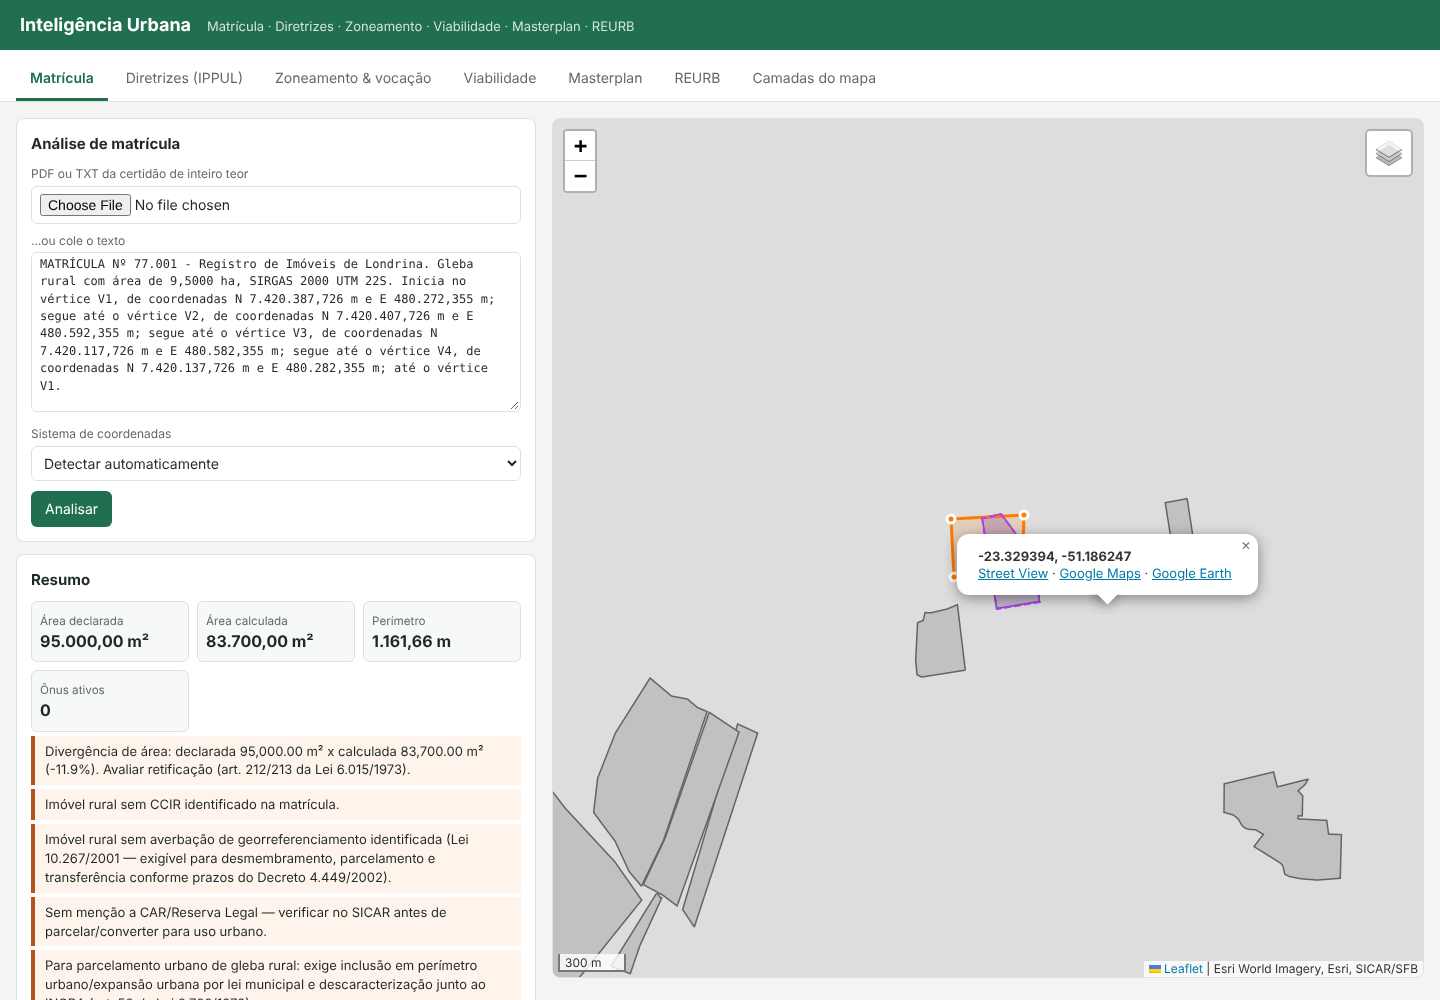 Inteligência Urbana
Matrícula · Diretrizes · Zoneamento · Viabilidade · Masterplan · REURB
Matrícula
Diretrizes (IPPUL)
Zoneamento & vocação
Viabilidade
Masterplan
REURB
Camadas do mapa
Análise de matrícula
PDF ou TXT da certidão de inteiro teor
Choose File No file chosen
...ou cole o texto
MATRÍCULA Nº 77.001 - Registro de Imóveis de Londrina. Gleba
rural com área de 9,5000 ha, SIRGAS 2000 UTM 22S. Inicia no
vértice V1, de coordenadas N 7.420.387,726 m e E 480.272,355 m;
segue até o vértice V2, de coordenadas N 7.420.407,726 m e E
480.592,355 m; segue até o vértice V3, de coordenadas N
7.420.117,726 m e E 480.582,355 m; segue até o vértice V4, de
coordenadas N 7.420.137,726 m e E 480.282,355 m; até o vértice
V1.
Sistema de coordenadas
Detectar automaticamente
Analisar
Resumo
Área declarada
95.000,00 m²
Área calculada
83.700,00 m²
Perímetro
1.161,66 m
Ônus ativos
0
Divergência de área: declarada 95,000.00 m² x calculada 83,700.00 m²
(-11.9%). Avaliar retificação (art. 212/213 da Lei 6.015/1973).
Imóvel rural sem CCIR identificado na matrícula.
Imóvel rural sem averbação de georreferenciamento identificada (Lei
10.267/2001 — exigível para desmembramento, parcelamento e
transferência conforme prazos do Decreto 4.449/2002).
Sem menção a CAR/Reserva Legal — verificar no SICAR antes de
parcelar/converter para uso urbano.
Para parcelamento urbano de gleba rural: exige inclusão em perímetro
urbano/expansão urbana por lei municipal e descaracterização junto ao
+
−
-23.329394, -51.186247
×
Street View · Google Maps · Google Earth
300 m
Leaflet | Esri World Imagery, Esri, SICAR/SFB